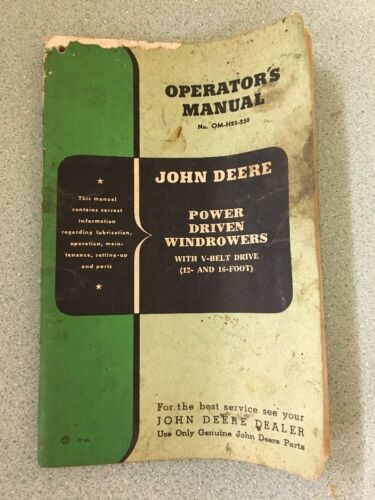 OPERATOR'S
MANUAL
No. OM-H25-250
JOHN DEERE
POWER
DRIVEN
WINDROWERS
WITH V-BELT DRIVE
(12- AND 16-FOOT)
This manual
contains correct
information
regarding lubrication,
operation, main-
tenance, setting-up
and parts
For the best service see your
JOHN DEERE DEALER
Use Only Genuine John Deere Parts